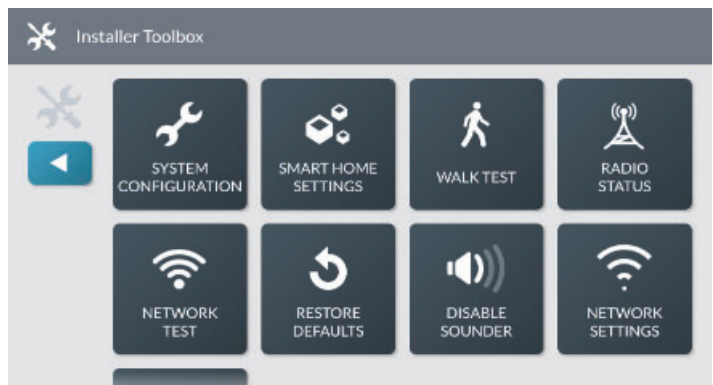 Installer Toolbox
SYSTEM
CONFIGURATION
SMART HOME
SETTINGS
WALK TEST
RADIO
STATUS
NETWORK
TEST
RESTORE
DEFAULTS
DISABLE
SOUNDER
NETWORK
SETTINGS